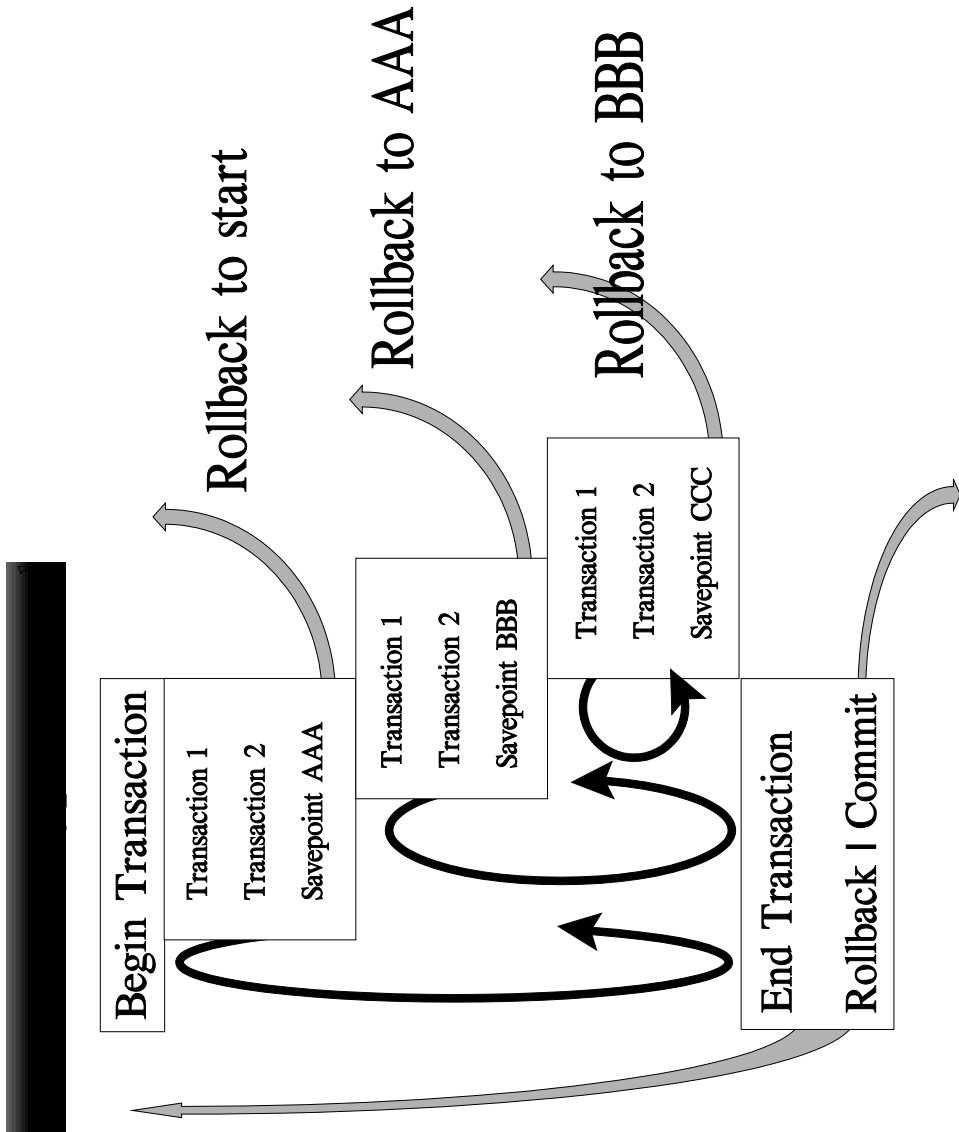 Begin Transaction
Transaction 1
Transaction 2
Savepoint AAA
Rollback to start
Transaction 1
Transaction 2
Savepoint BBB
Rollback to AAA
Transaction 1
Transaction 2
Savepoint CCC
Rollback to BBB
End Transaction
Rollback | Commit